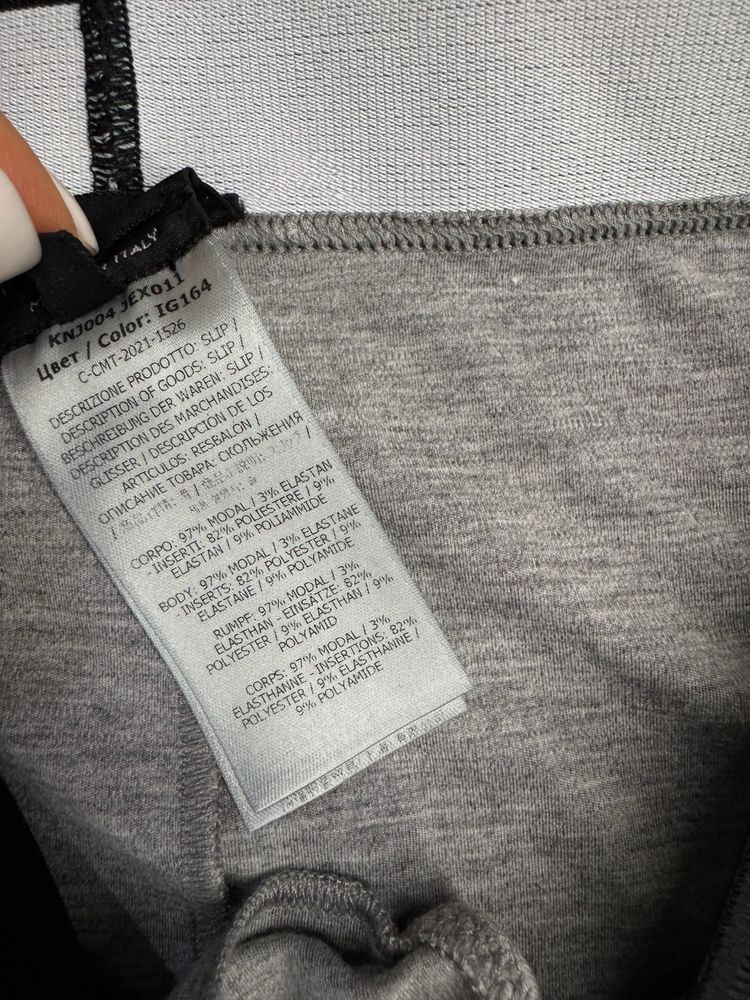 ITALY
KNJ004 JEX011
Цвет / Color: IG164
C-CMT-2021-1526
DESCRIZIONE PRODOTTO: SLIP /
DESCRIPTION OF GOODS: SLIP /
BESCHREIBUNG DER WAREN: SLIP /
DESCRIPTION DES MARCHANDISES:
GLISSER / DESCRIPCION DE LOS
ARTICULOS: RESBALON /
ОПИСАНИЕ ТОВАРА: СКОЛЬЖЕНИЯ
CORPO: 97% MODAL / 3% ELASTAN
- INSERTI: 82% POLIESTERE / 9%
ELASTAN / 9% POLIAMMIDE
BODY: 97% MODAL / 3% ELASTANE
- INSERTS: 82% POLYESTER / 9%
ELASTANE / 9% POLYAMIDE
RUMPF: 97% MODAL / 3%
ELASTHAN - EINSÄTZE: 82%
POLYESTER / 9% ELASTHAN / 9%
POLYAMID
CORPS: 97% MODAL / 3%
ELASTHANNE - INSERTIONS: 82%
POLYESTER / 9% ELASTHANNE /
9% POLYAMIDE